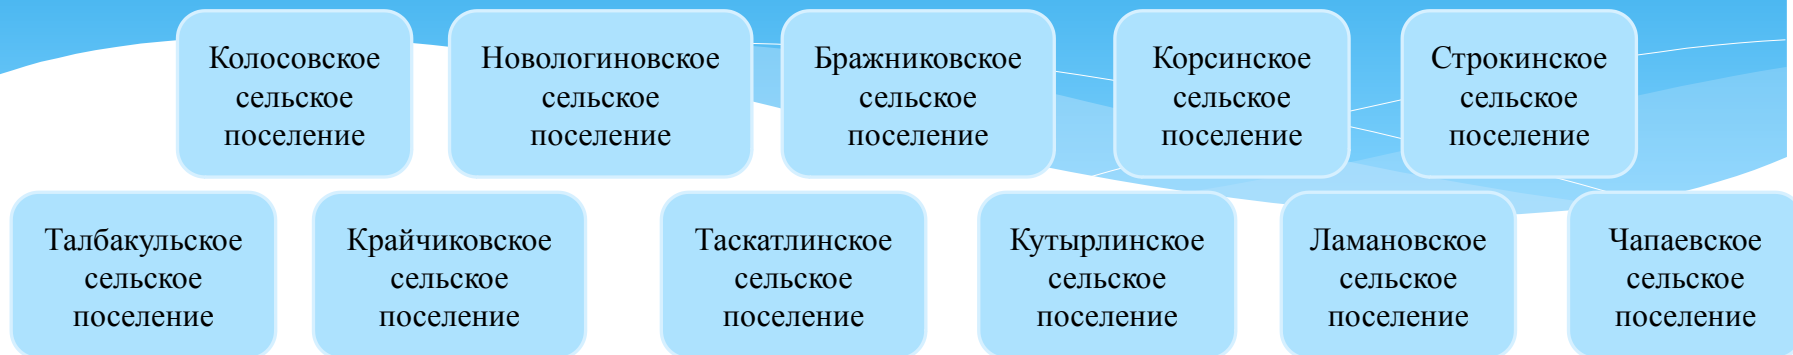 Колосовское
сельское
поселение
Новологиновское
сельское
поселение
Бражниковское
сельское
поселение
Корсинское
сельское
поселение
Строкинское
сельское
поселение
Талбакульское
сельское
поселение
Крайчиковское
сельское
поселение
Таскатлинское
сельское
поселение
Кутырлинское
сельское
поселение
Ламановское
сельское
поселение
Чапаевское
сельское
поселение